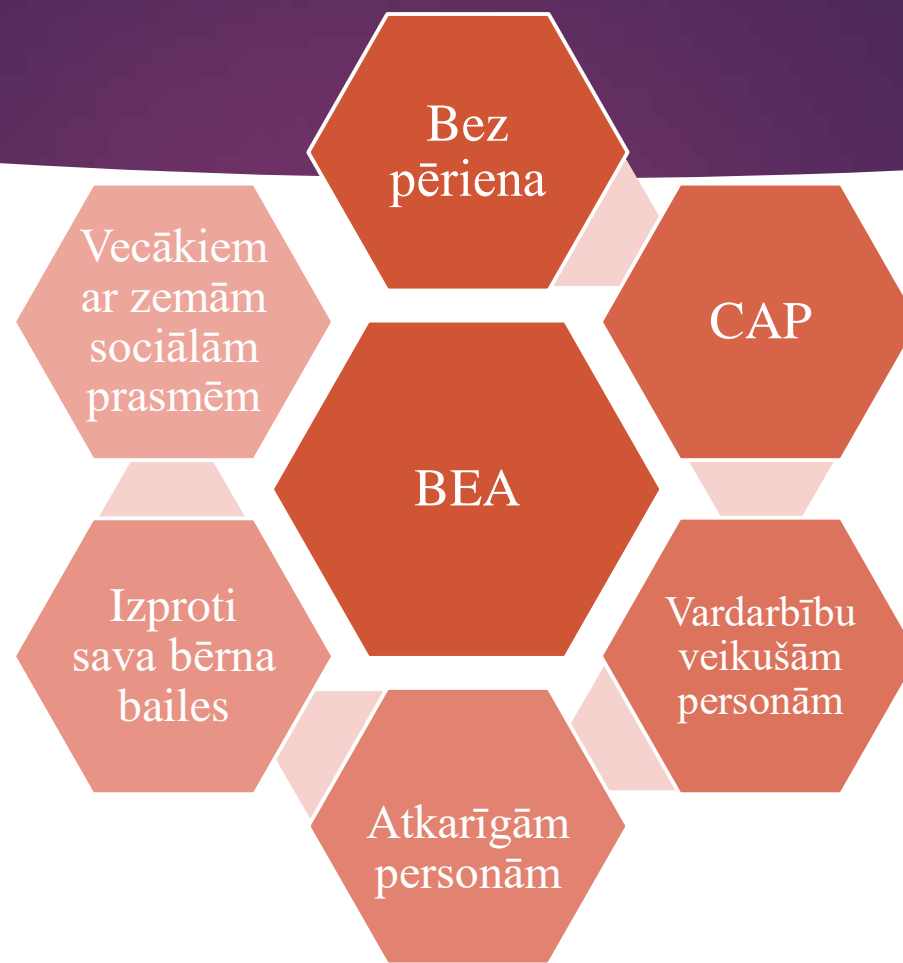 Bez
pēriena
CAP
Vardarbību
veikušām
personām
Atkarīgām
personām
Izproti
sava bērna
bailes
Vecākiem
ar zemām
sociālām
prasmēm
BEA